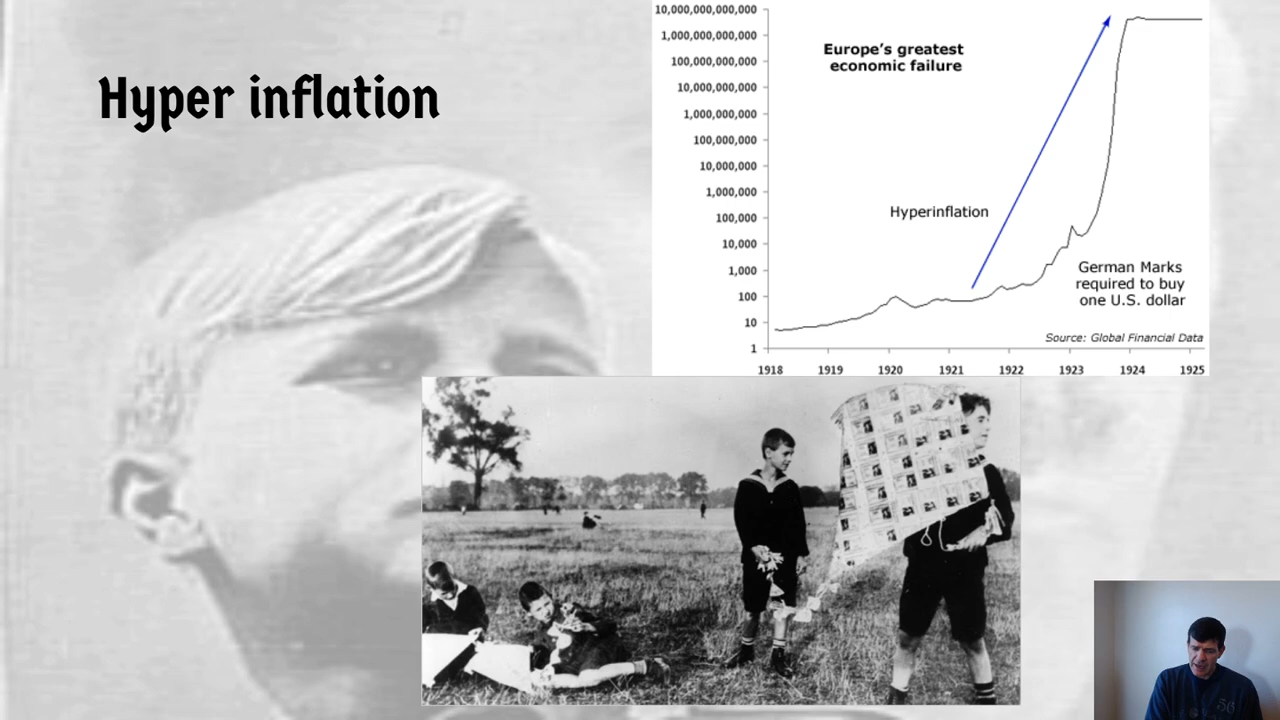 Hyper inflation
10,000,000,000,000
1,000,000,000,000
100,000,000,000
10,000,000,000
1,000,000,000
100,000,000
10,000,000
1,000,000
100,000
10,000
1,000
100
10
1
Europe's greatest
economic failure
Hyperinflation
German Marks
required to buy
one U.S. dollar
Source: Global Financial Data
1918 1919 1920 1921 1922 1923 1924 1925